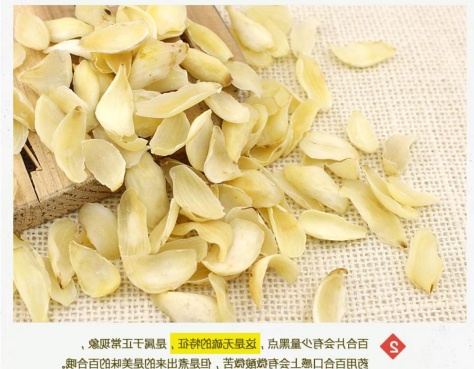 2
百合片会有少量黑点，这是无硫的特征，是属于正常现象，
药用百合口感上会有微酸微苦，但是煮出来的是美味的百合哦。